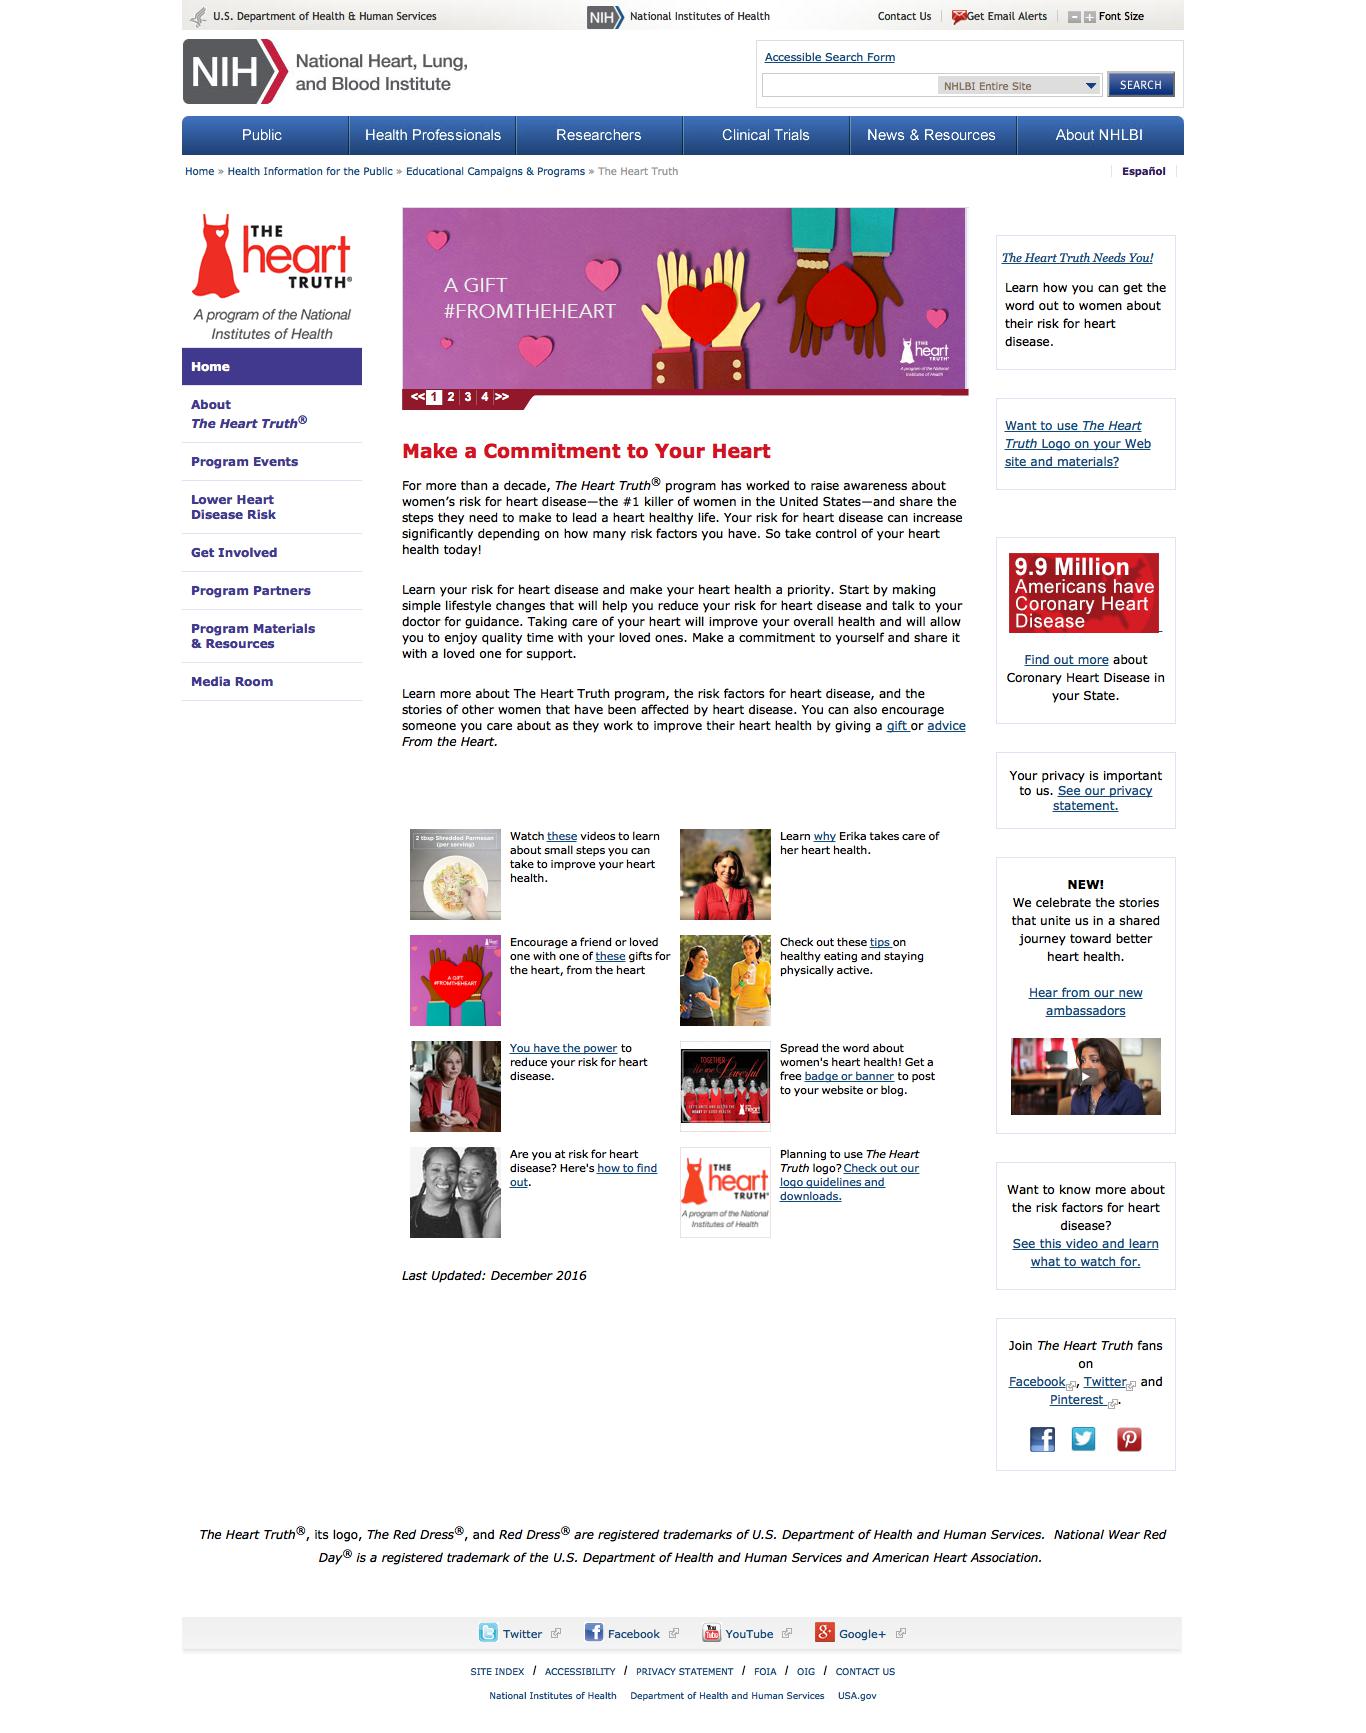 U.S. Department of Health & Human Services
NIH National Institutes of Health
Contact Us
Get Email Alerts
Font Size
NIH National Heart, Lung,
and Blood Institute
Accessible Search Form
NHLBI Entire Site
SEARCH
Public
Health Professionals
Researchers
Clinical Trials
News & Resources
About NHLBI
Home » Health Information for the Public » Educational Campaigns & Programs » The Heart Truth
Español
THE
heart
TRUTH®
A program of the National
Institutes of Health
Home
About
The Heart Truth®
Program Events
Lower Heart
Disease Risk
Get Involved
Program Partners
Program Materials
& Resources
Media Room
A GIFT
#FROMTHEHEART
THE
heart
TRUTH®
A program of the National
Institutes of Health
<< 1 2 3 4 >>
Make a Commitment to Your Heart
For more than a decade, The Heart Truth® program has worked to raise awareness about
women's risk for heart disease—the #1 killer of women in the United States—and share the
steps they need to make to lead a heart healthy life. Your risk for heart disease can increase
significantly depending on how many risk factors you have. So take control of your heart
health today!
Learn your risk for heart disease and make your heart health a priority. Start by making
simple lifestyle changes that will help you reduce your risk for heart disease and talk to your
doctor for guidance. Taking care of your heart will improve your overall health and will allow
you to enjoy quality time with your loved ones. Make a commitment to yourself and share it
with a loved one for support.
Learn more about The Heart Truth program, the risk factors for heart disease, and the
stories of other women that have been affected by heart disease. You can also encourage
someone you care about as they work to improve their heart health by giving a gift or advice
From the Heart.
2 tbsp Shredded Parmesan
(per serving)
Watch these videos to learn
about small steps you can
take to improve your heart
health.
Learn why Erika takes care of
her heart health.
A GIFT
#FROMTHEHEART
Encourage a friend or loved
one with one of these gifts for
the heart, from the heart
Check out these tips on
healthy eating and staying
physically active.
You have the power to
reduce your risk for heart
disease.
TOGETHER
We are Powerful
THE
heart
TRUTH
Spread the word about
women's heart health! Get a
free badge or banner to post
to your website or blog.
Are you at risk for heart
disease? Here's how to find
out.
THE
heart
TRUTH®
A program of the National
Institutes of Health
Planning to use The Heart
Truth logo? Check out our
logo guidelines and
downloads.
Last Updated: December 2016
The Heart Truth Needs You!
Learn how you can get the
word out to women about
their risk for heart
disease.
Want to use The Heart
Truth Logo on your Web
site and materials?
9.9 Million
Americans have
Coronary Heart
Disease
Find out more about
Coronary Heart Disease in
your State.
Your privacy is important
to us. See our privacy
statement.
NEW!
We celebrate the stories
that unite us in a shared
journey toward better
heart health.
Hear from our new
ambassadors
Want to know more about
the risk factors for heart
disease?
See this video and learn
what to watch for.
Join The Heart Truth fans
on
Facebook, Twitter and
Pinterest .
The Heart Truth®, its logo, The Red Dress®, and Red Dress® are registered trademarks of U.S. Department of Health and Human Services. National Wear Red
Day® is a registered trademark of the U.S. Department of Health and Human Services and American Heart Association.
Twitter
Facebook
YouTube
Google+
SITE INDEX / ACCESSIBILITY / PRIVACY STATEMENT / FOIA / OIG / CONTACT US
National Institutes of Health Department of Health and Human Services USA.gov